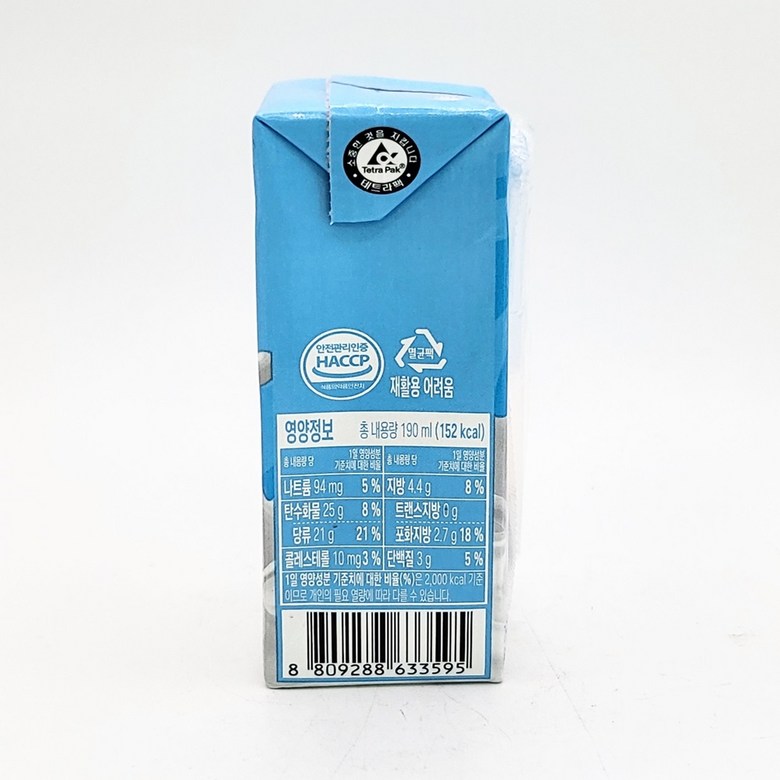 소중한 것을 지킵니다
Tetra Pak®
테트라팩
안전관리인증
HACCP
식품의약품안전처
멸균팩
재활용 어려움
영양정보 총 내용량 190 ml (152 kcal)
총 내용량 당 1일 영양성분 기준치에 대한 비율 총 내용량 당 1일 영양성분 기준치에 대한 비율
나트륨 94 mg 5 % 지방 4.4 g 8 %
탄수화물 25 g 8 % 트랜스지방 0 g
당류 21 g 21 % 포화지방 2.7 g 18 %
콜레스테롤 10 mg 3 % 단백질 3 g 5 %
1일 영양성분 기준치에 대한 비율(%)은 2,000 kcal 기준
이므로 개인의 필요 열량에 따라 다를 수 있습니다.
8 809288 633595